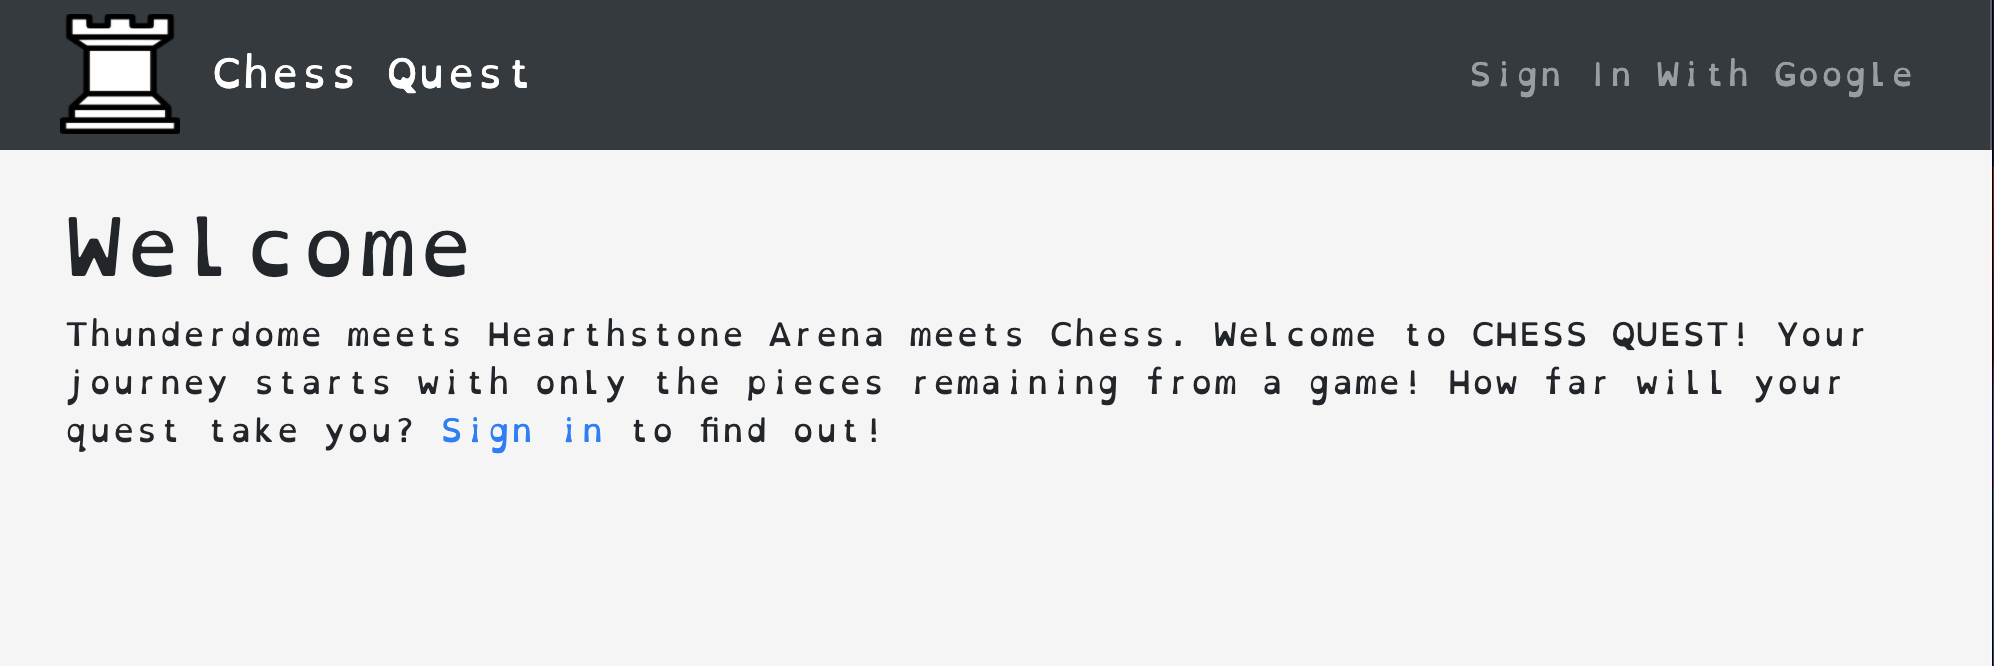 Chess Quest
Sign In With Google
Welcome
Thunderdome meets Hearthstone Arena meets Chess. Welcome to CHESS QUEST! Your
journey starts with only the pieces remaining from a game! How far will your
quest take you? Sign in to find out!